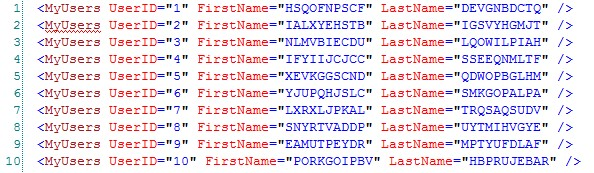 1 <MyUsers UserID="1" FirstName="HSQOFNPSCF" LastName="DEVGNBDCTQ" />
2 <MyUsers UserID="2" FirstName="IALXYEHSTB" LastName="IGSVYHGMJT" />
3 <MyUsers UserID="3" FirstName="NLMVBIECDU" LastName="LQOWILPIAH" />
4 <MyUsers UserID="4" FirstName="IFYIIJCJCC" LastName="SSEEQNMLTF" />
5 <MyUsers UserID="5" FirstName="XEVKGGSCND" LastName="QDWOPBGLHM" />
6 <MyUsers UserID="6" FirstName="YJUPQHJSLC" LastName="SMKGOPALPA" />
7 <MyUsers UserID="7" FirstName="LXRXLJPKAL" LastName="TRQSAQSUDV" />
8 <MyUsers UserID="8" FirstName="SNYRTVADDP" LastName="UYTMIHVGYE" />
9 <MyUsers UserID="9" FirstName="EAMUTPEYDR" LastName="MPTYUFDLAF" />
10 <MyUsers UserID="10" FirstName="PORKGOIPBV" LastName="HBPRUJEBAR" />